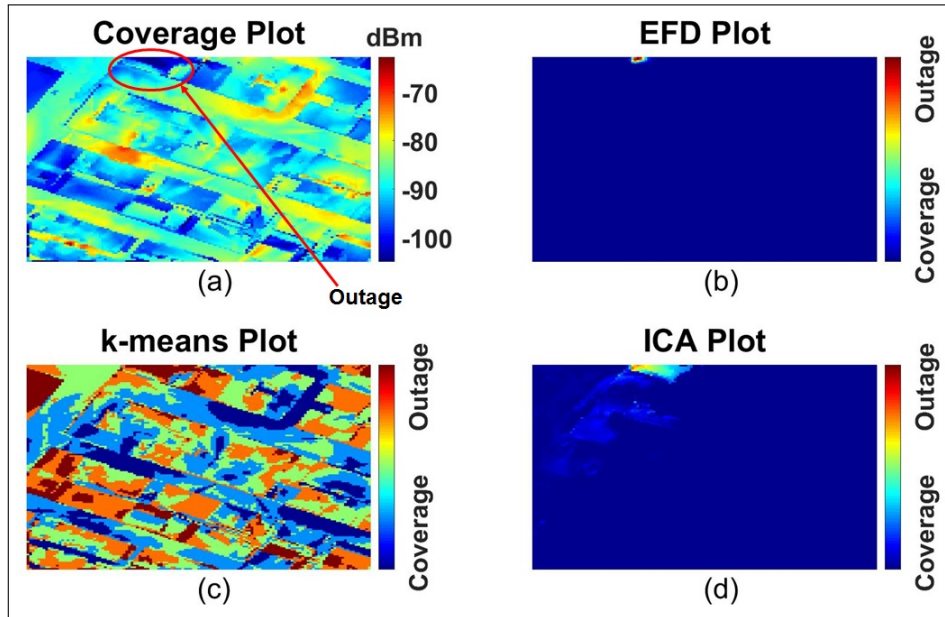 Coverage Plot
dBm
-70
-80
-90
-100
(a)
Outage
EFD Plot
Outage
Coverage
(b)
k-means Plot
Outage
Coverage
(c)
ICA Plot
Outage
Coverage
(d)